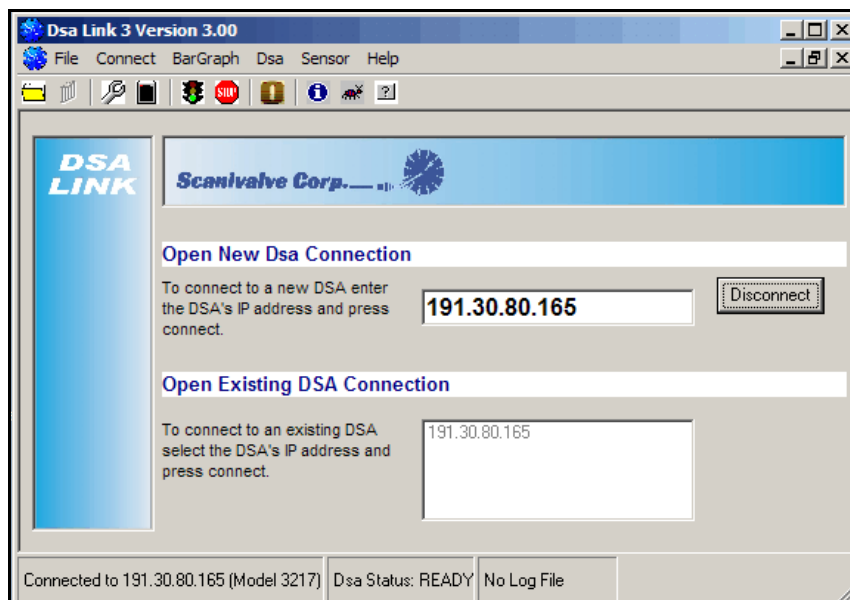 Dsa Link 3 Version 3.00
File Connect BarGraph Dsa Sensor Help
STOP
DSA
LINK
Scanivalve Corp.
Open New Dsa Connection
To connect to a new DSA enter
the DSA's IP address and press
connect.
191.30.80.165
Disconnect
Open Existing DSA Connection
To connect to an existing DSA
select the DSA's IP address and
press connect.
191.30.80.165
Connected to 191.30.80.165 (Model 3217) Dsa Status: READY No Log File